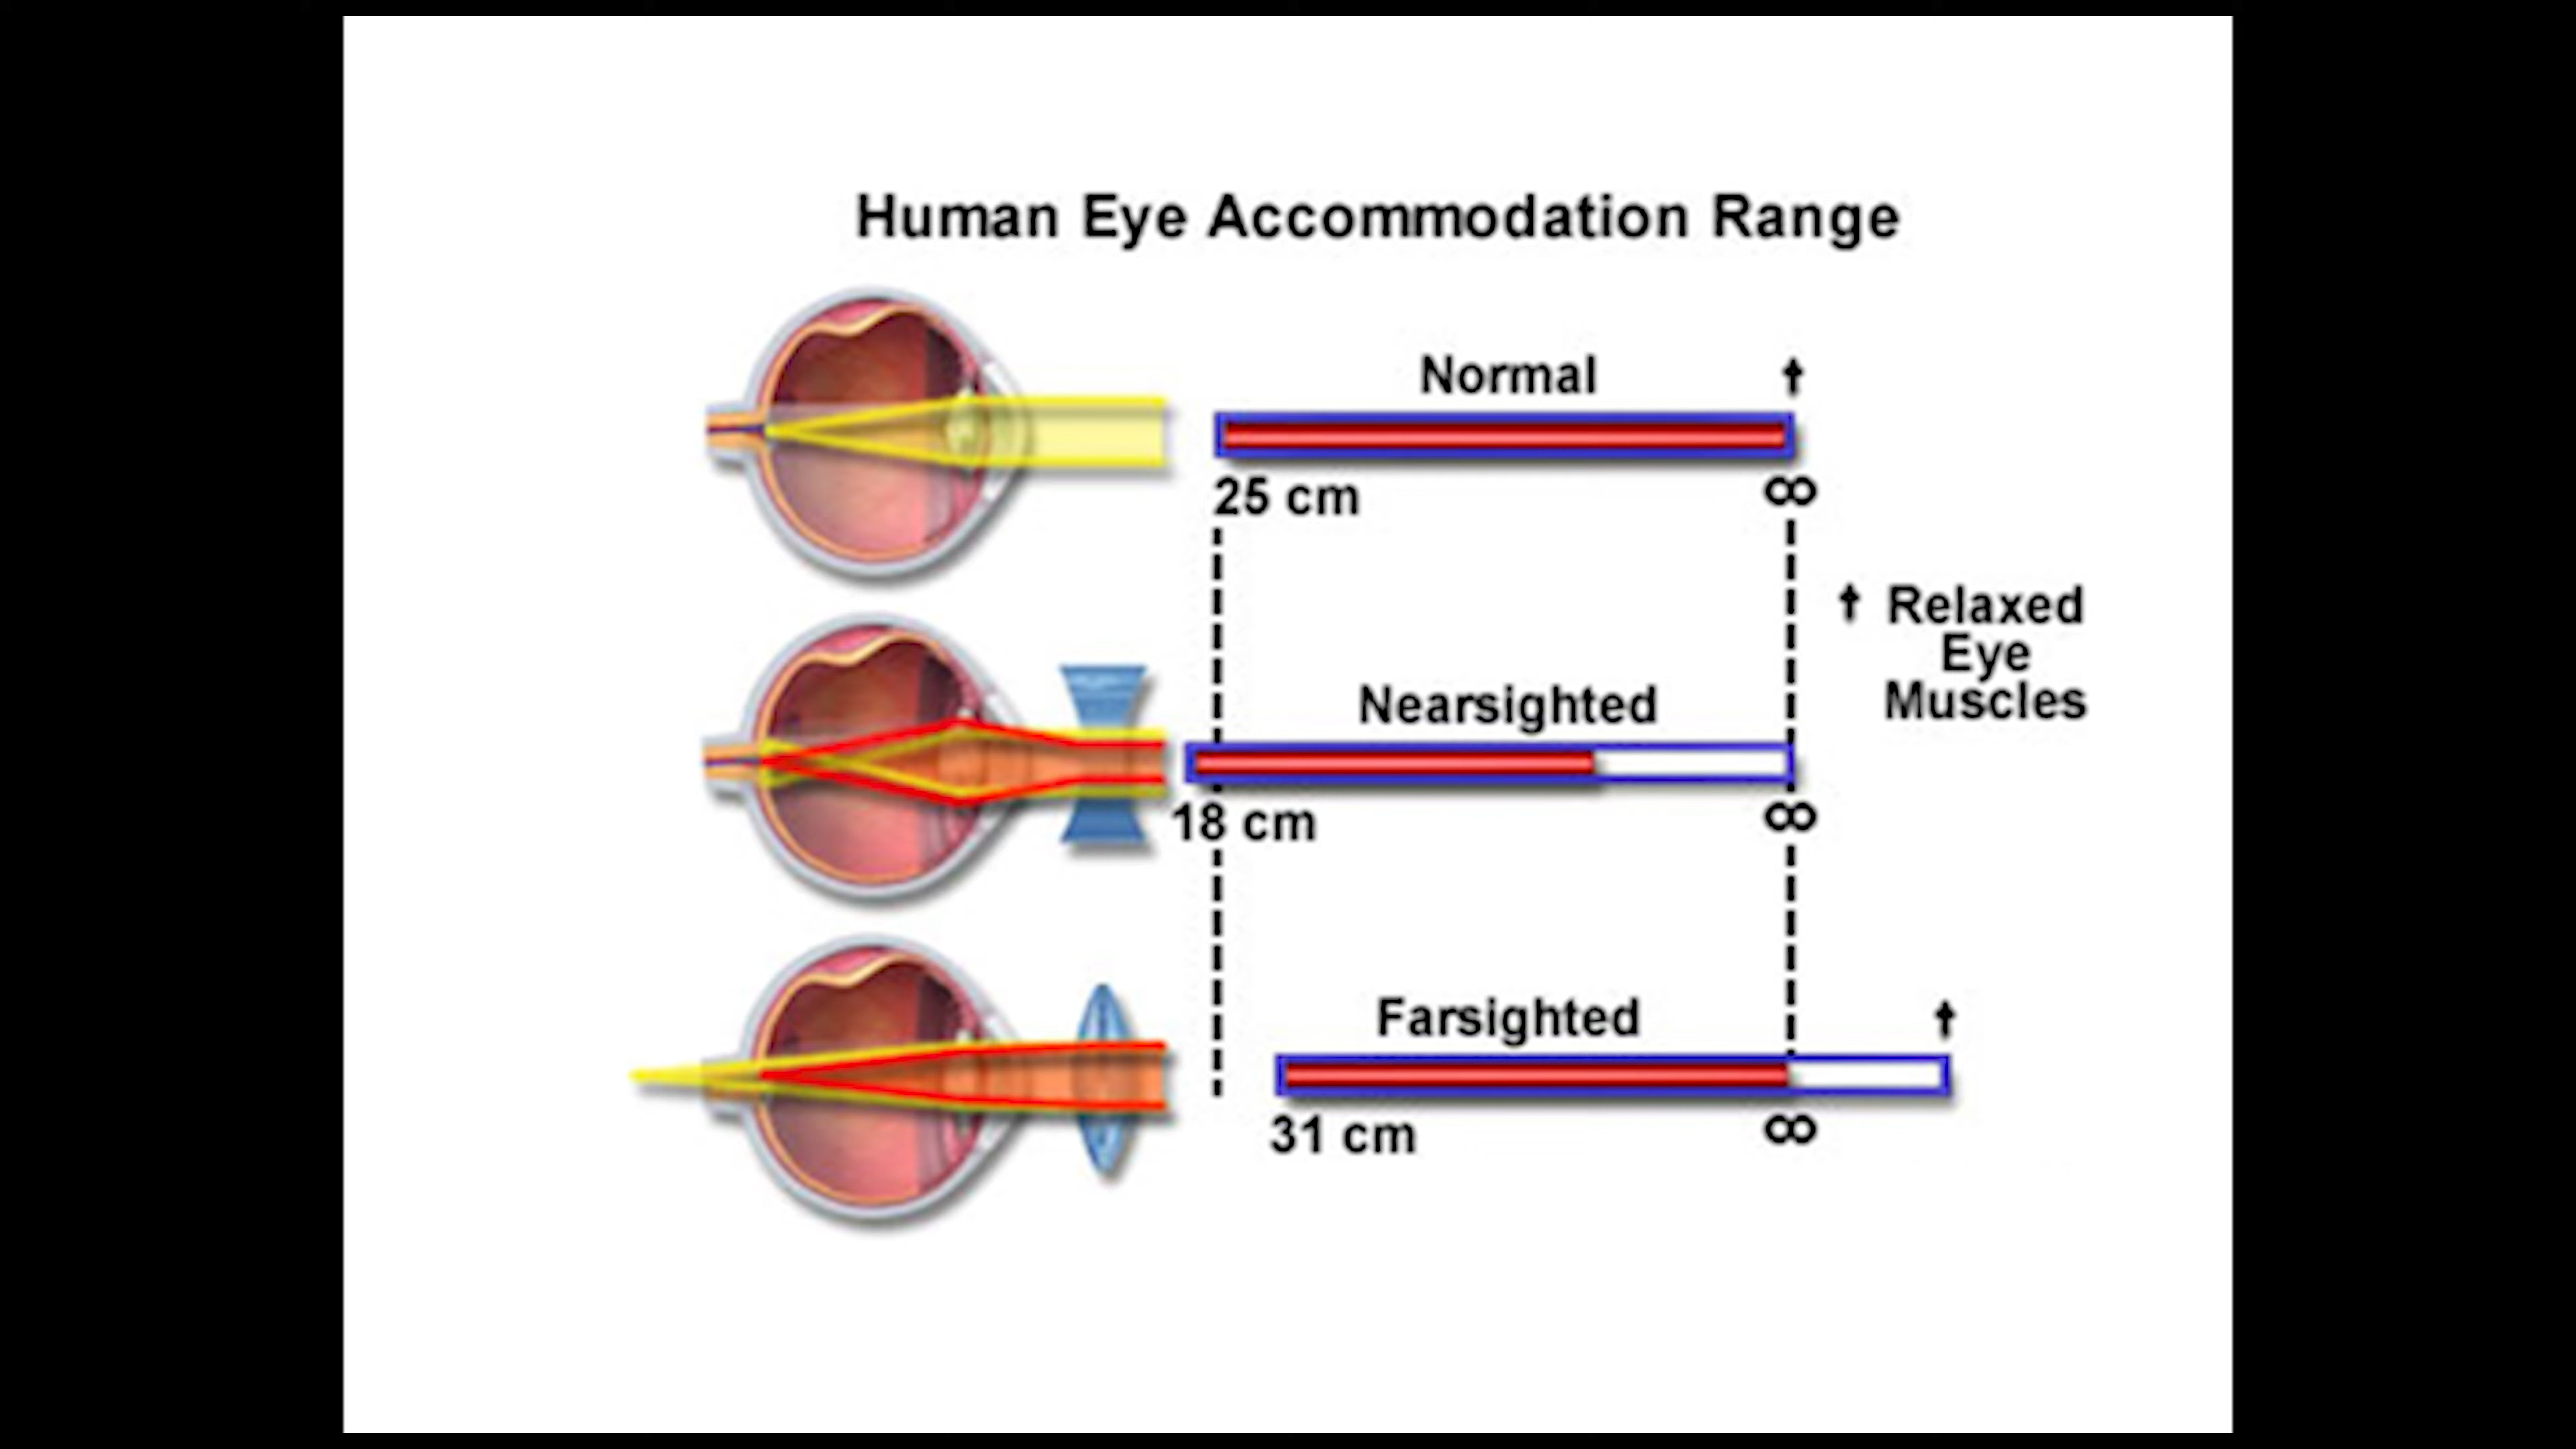 Human Eye Accommodation Range
Normal †
25 cm ∞
† Relaxed
Eye
Muscles
Nearsighted
18 cm ∞
Farsighted †
31 cm ∞